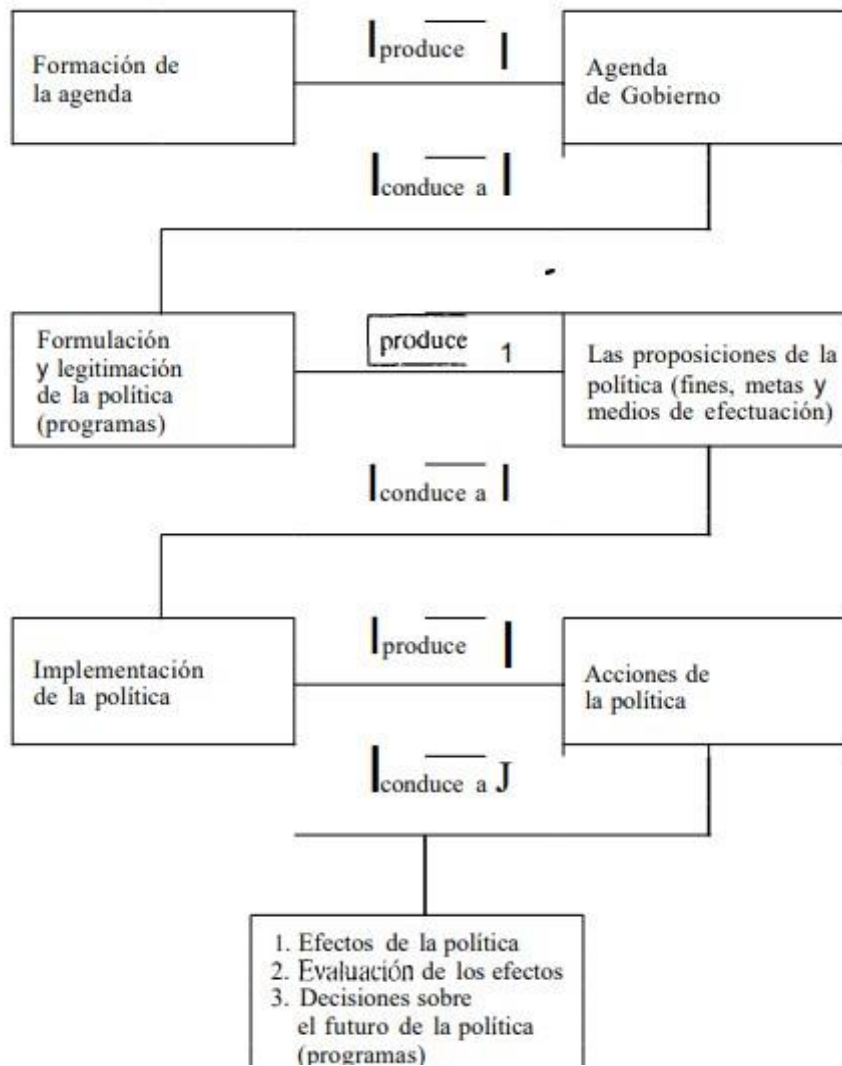 produce
Formación de
la agenda
Agenda
de Gobierno
conduce a
Formulación
y legitimación
de la política
(programas)
produce 1
Las proposiciones de la
política (fines, metas y
medios de efectuación)
conduce a
produce
Implementación
de la política
Acciones de
la política
conduce a J
1. Efectos de la política
2. Evaluación de los efectos
3. Decisiones sobre
el futuro de la política
(programas)